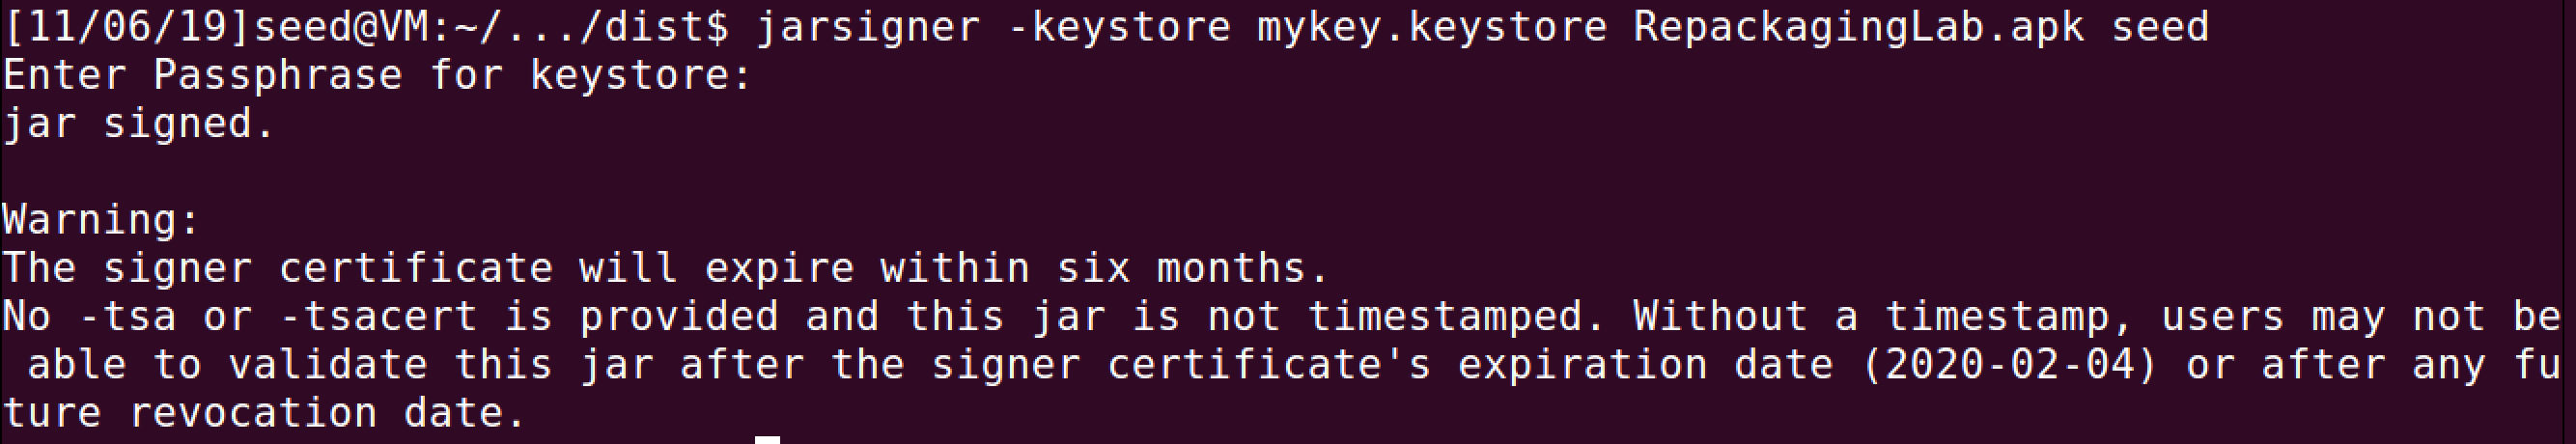 [11/06/19]seed@VM:~/.../dist$ jarsigner -keystore mykey.keystore RepackagingLab.apk seed
Enter Passphrase for keystore:
jar signed.

Warning:
The signer certificate will expire within six months.
No -tsa or -tsacert is provided and this jar is not timestamped. Without a timestamp, users may not be
 able to validate this jar after the signer certificate's expiration date (2020-02-04) or after any fu
ture revocation date.